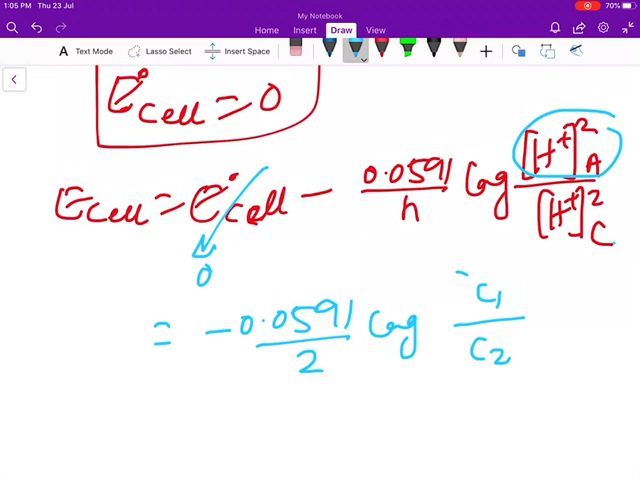 1:05 PM Thu 23 Jul
70%
My Notebook
Home Insert Draw View
A Text Mode Lasso Select Insert Space
E°cell = 0
Ecell = E°cell - 0.0591/n log [H+]²A/[H+]²C
0
= -0.0591/2 log C1/C2